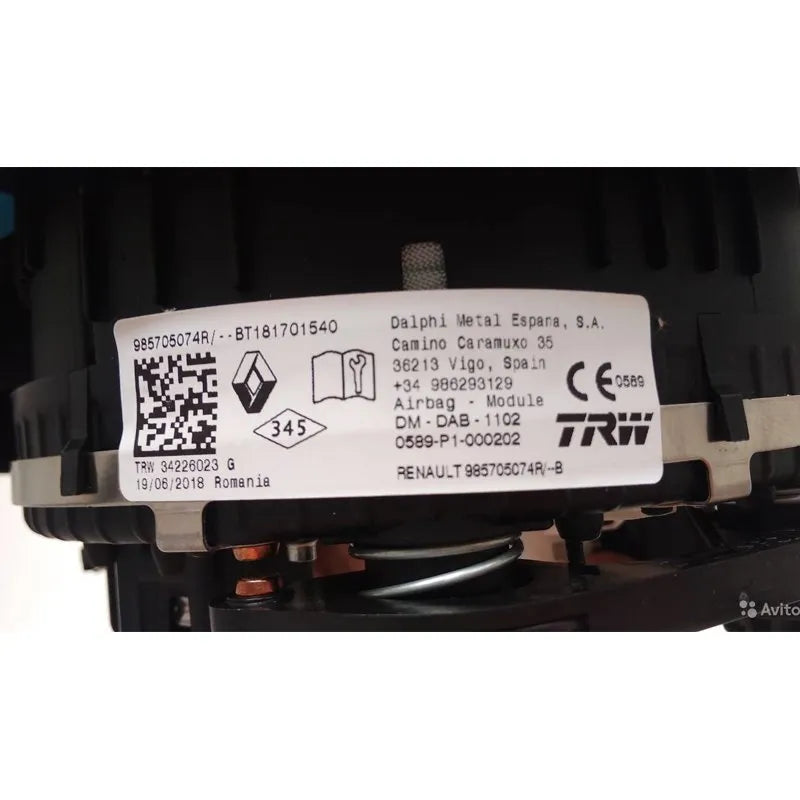 985705074R/--BT181701540
345
TRW 34226023 G
19/06/2018 Romania
Dalphi Metal Espana, S.A.
Camino Caramuxo 35
36213 Vigo, Spain
+34 986293129
Airbag - Module
DM-DAB-1102
0589-P1-000202
RENAULT 985705074R/--B
CE 0589
TRW
Avito